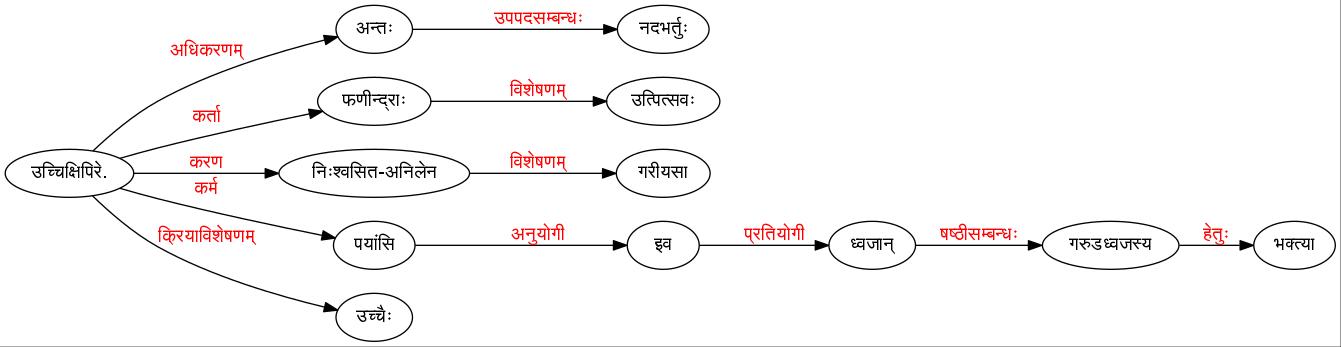 अन्तः उपपदसम्बन्धः नदभर्तुः
अधिकरणम्
फणीन्द्राः विशेषणम् उत्पित्सवः
कर्ता
उच्चिक्षिपिरे. करण निःश्वसित-अनिलेन विशेषणम् गरीयसा
कर्म
पयांसि अनुयोगी इव प्रतियोगी ध्वजान् षष्ठीसम्बन्धः गरुडध्वजस्य हेतुः भक्त्या
क्रियाविशेषणम्
उच्चैः